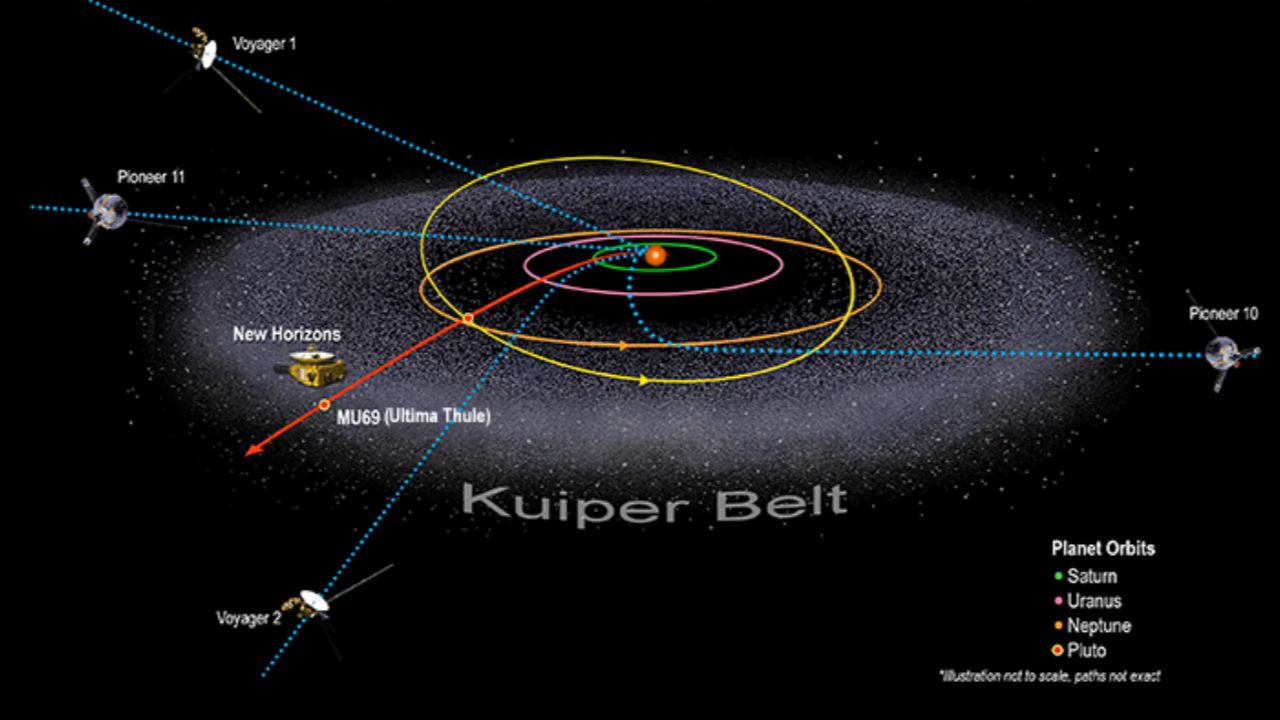 Voyager 1
Pioneer 11
Pioneer 10
New Horizons
MU69 (Ultima Thule)
Kuiper Belt
Voyager 2
Planet Orbits
Saturn
Uranus
Neptune
Pluto
*Illustration not to scale, paths not exact